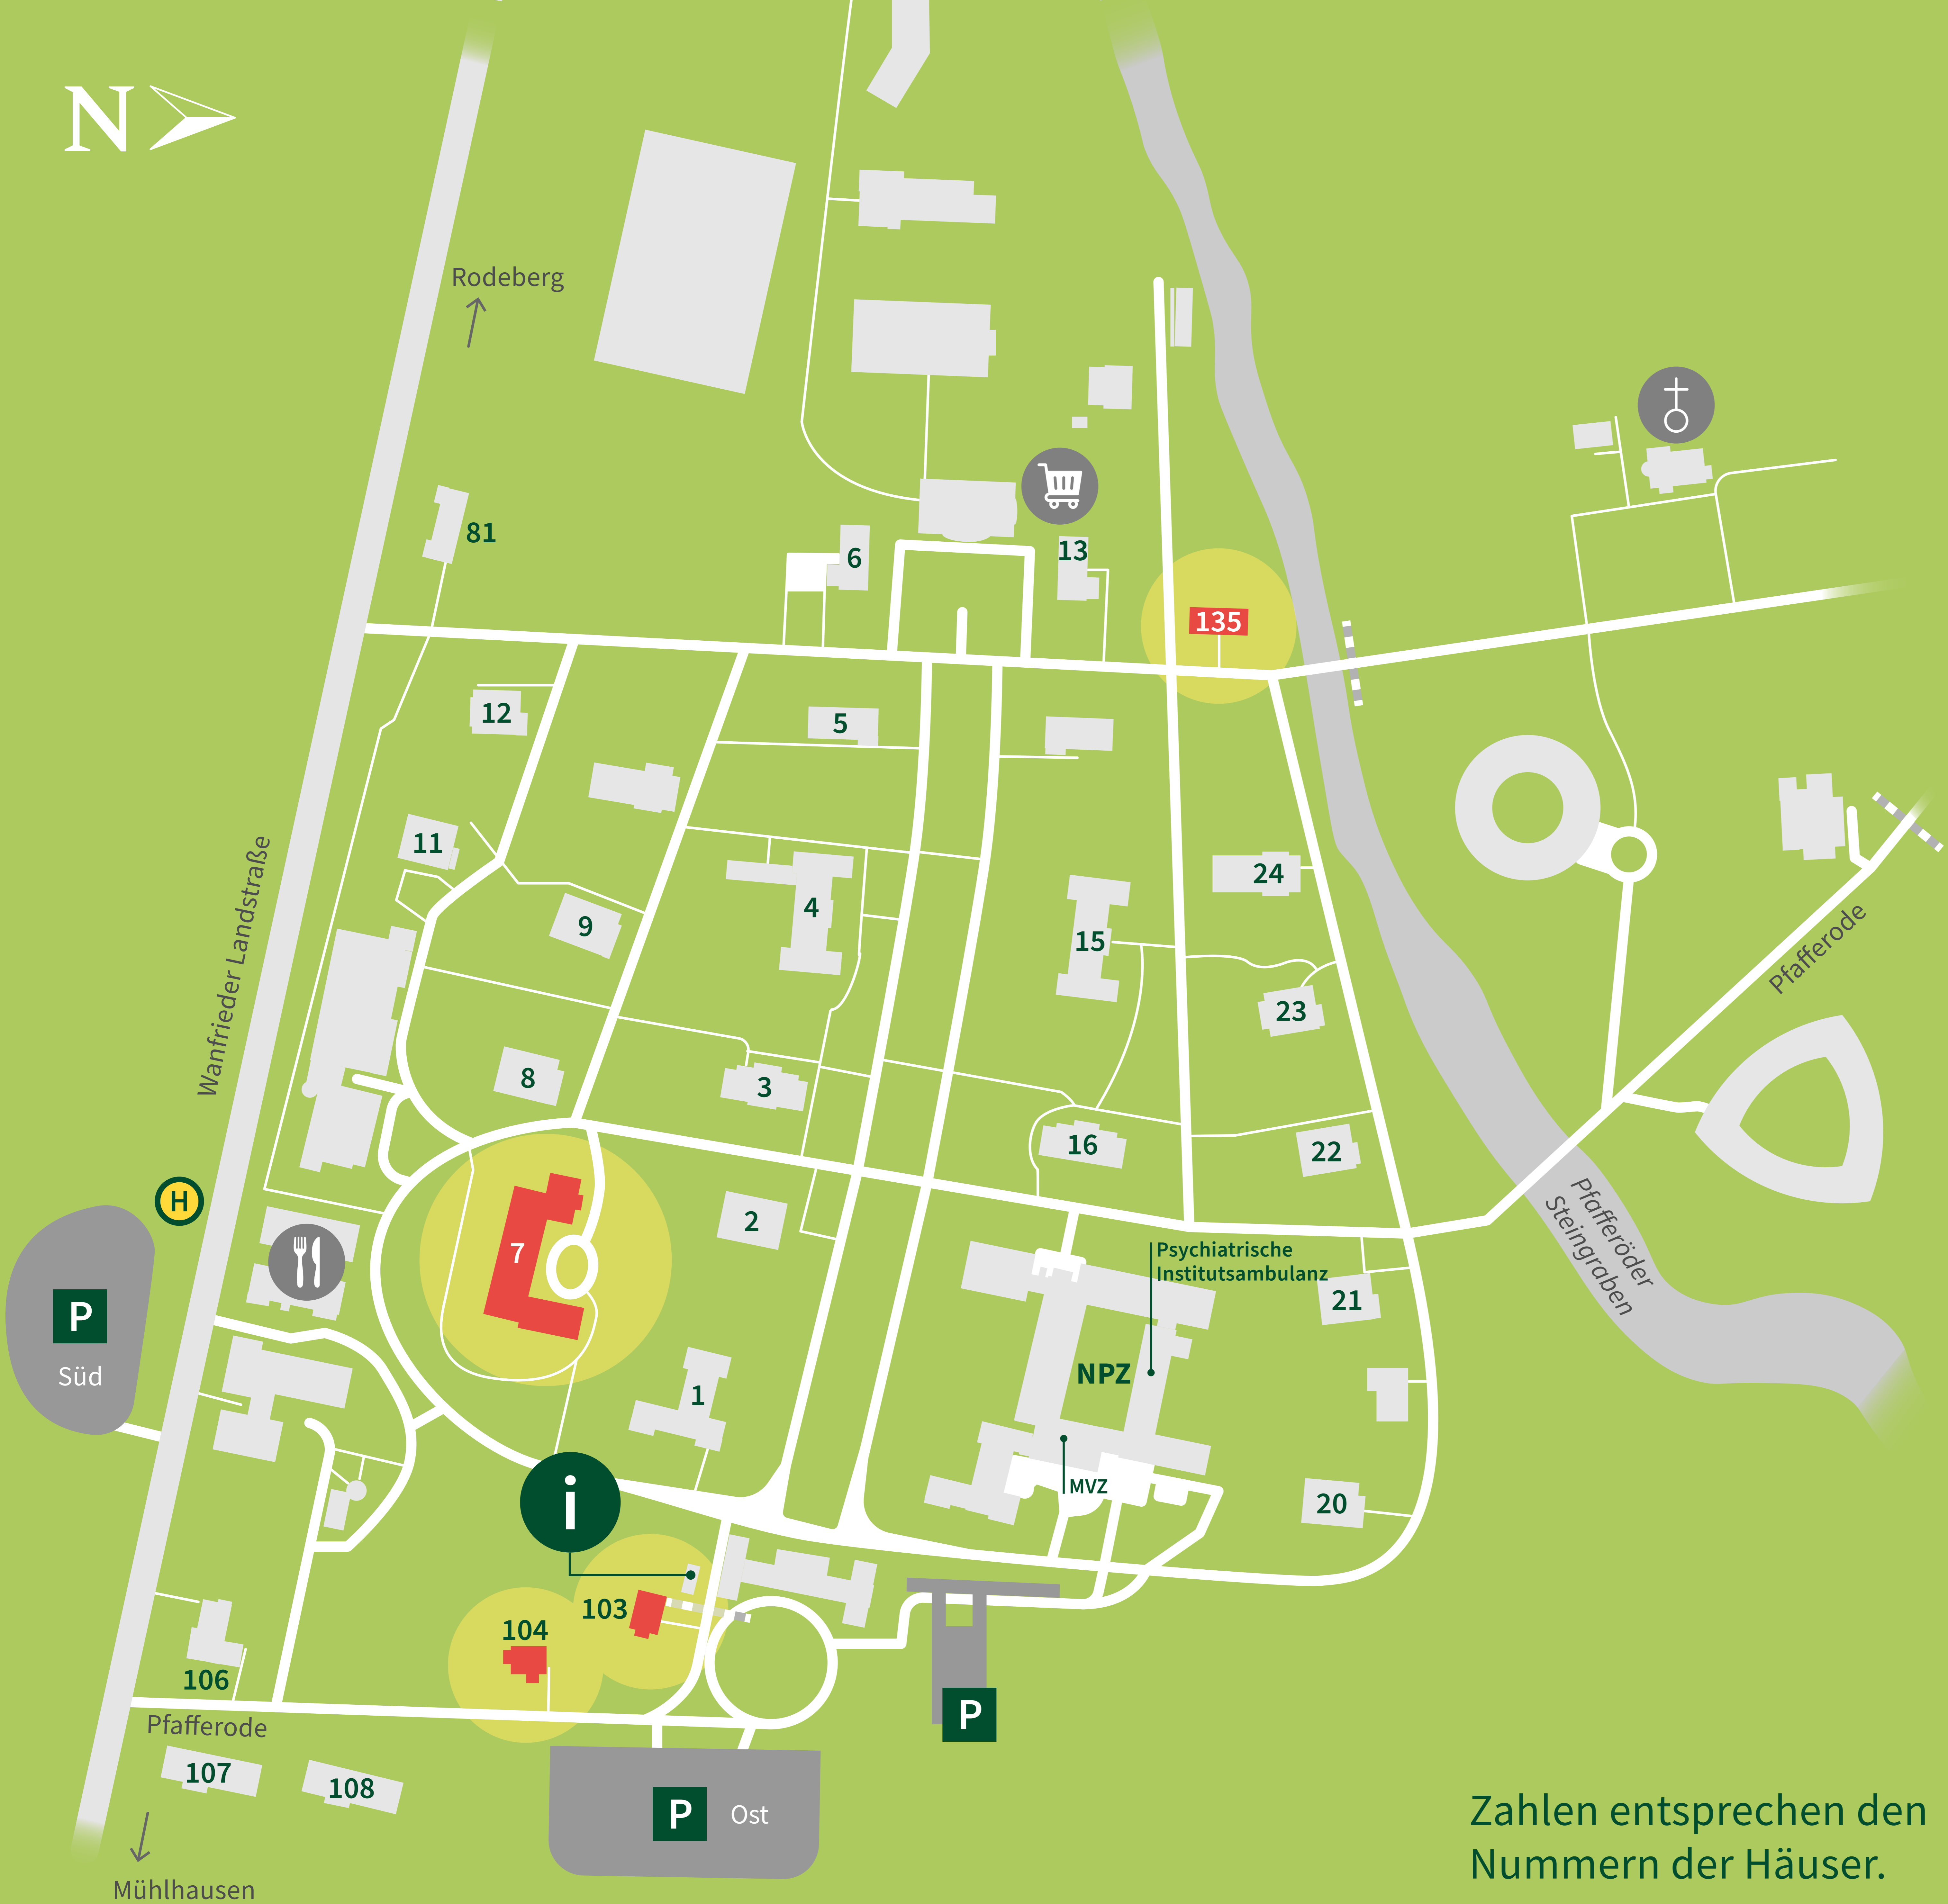 N
Rodeberg
81
6
13
135
12
5
11
9
4
15
24
Wanfrieder Landstraße
23
Pfafferode
8
3
16
22
H
7
2
Psychiatrische
Institutsambulanz
Pfafferöder
Steingraben
P
Süd
21
1
NPZ
MVZ
20
i
103
104
106
P
Pfafferode
107
108
P
Ost
Mühlhausen
Zahlen entsprechen den
Nummern der Häuser.